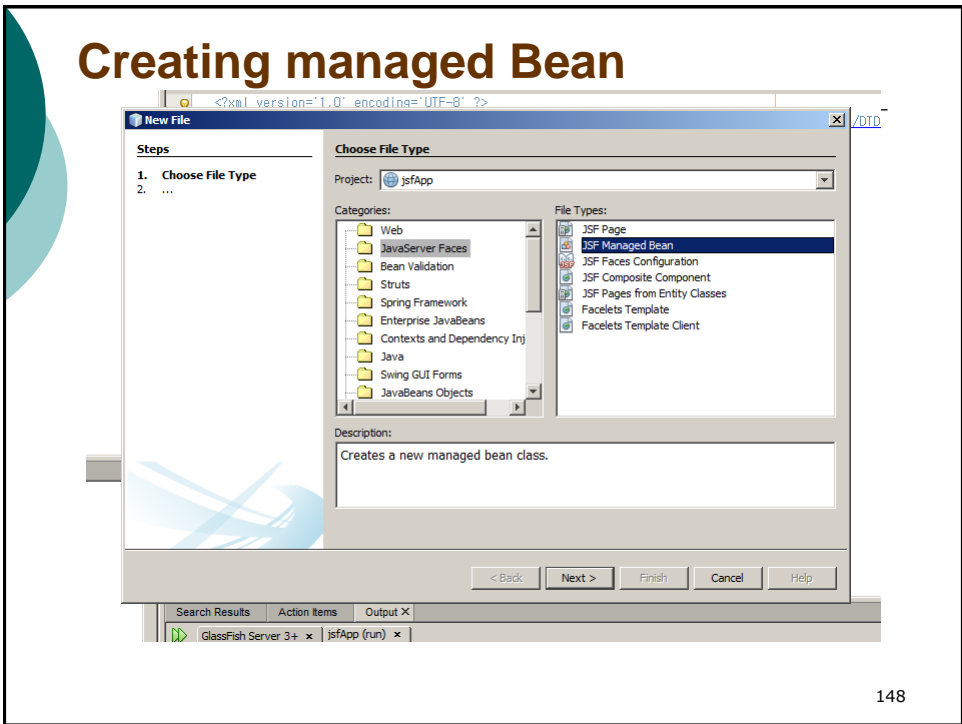 Creating managed Bean
<?xml version='1.0' encoding='UTF-8' ?>
/DTD
New File
Steps
1. Choose File Type
2. ...
Choose File Type
Project: jsfApp
Categories:
Web
JavaServer Faces
Bean Validation
Struts
Spring Framework
Enterprise JavaBeans
Contexts and Dependency Inj
Java
Swing GUI Forms
JavaBeans Objects
File Types:
JSF Page
JSF Managed Bean
JSF Faces Configuration
JSF Composite Component
JSF Pages from Entity Classes
Facelets Template
Facelets Template Client
Description:
Creates a new managed bean class.
< Back Next > Finish Cancel Help
Search Results Action Items Output
GlassFish Server 3+ jsfApp (run)
148